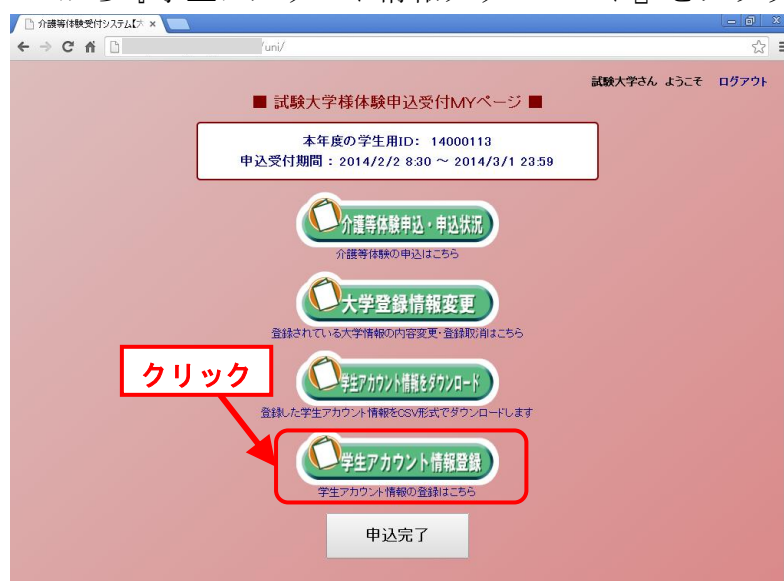 介護等体験受付システム【大
/uni/
試験大学さん ようこそ ログアウト
■ 試験大学様体験申込受付MYページ ■
本年度の学生用ID： 14000113
申込受付期間：2014/2/2 8:30 ～ 2014/3/1 23:59
介護等体験申込・申込状況
介護等体験の申込はこちら
大学登録情報変更
登録されている大学情報の内容変更・登録取消はこちら
クリック
学生アカウント情報をダウンロード
登録した学生アカウント情報をCSV形式でダウンロードします
学生アカウント情報登録
学生アカウント情報の登録はこちら
申込完了